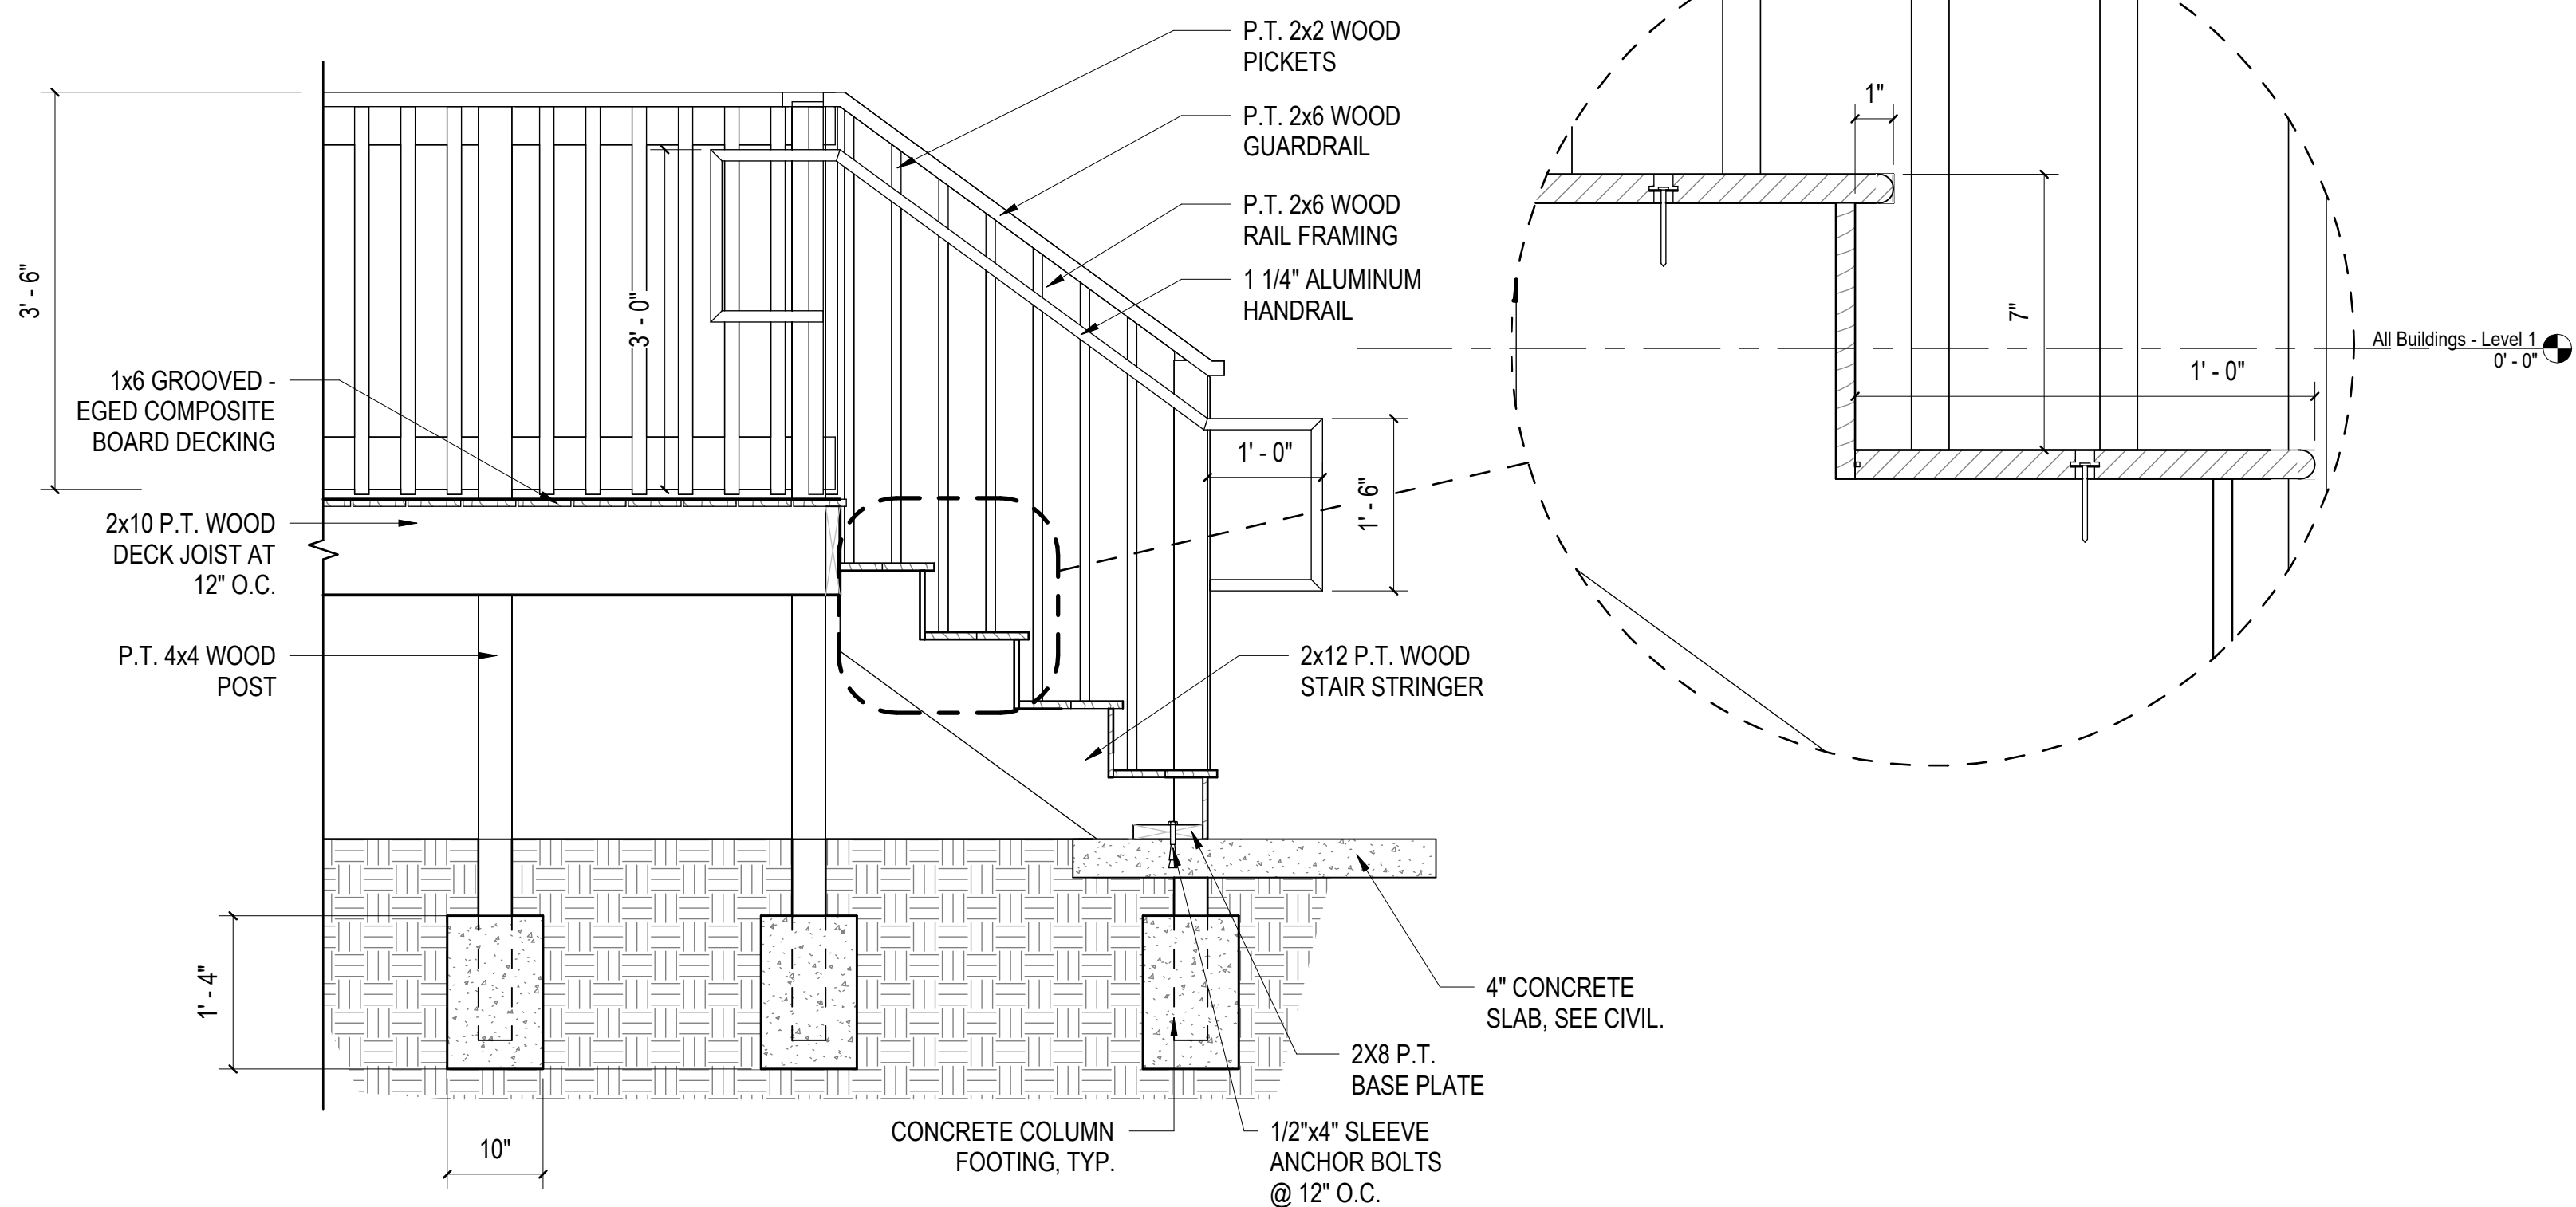 P.T. 2x2 WOOD
PICKETS
P.T. 2x6 WOOD
GUARDRAIL
P.T. 2x6 WOOD
RAIL FRAMING
1 1/4" ALUMINUM
HANDRAIL
3' - 6"
3' - 0"
1x6 GROOVED -
EGED COMPOSITE
BOARD DECKING
2x10 P.T. WOOD
DECK JOIST AT
12" O.C.
P.T. 4x4 WOOD
POST
1' - 0"
1' - 6"
2x12 P.T. WOOD
STAIR STRINGER
1' - 4"
10"
4" CONCRETE
SLAB, SEE CIVIL.
2X8 P.T.
BASE PLATE
CONCRETE COLUMN
FOOTING, TYP.
1/2"x4" SLEEVE
ANCHOR BOLTS
@ 12" O.C.
1"
7"
1' - 0"
All Buildings - Level 1
0' - 0"